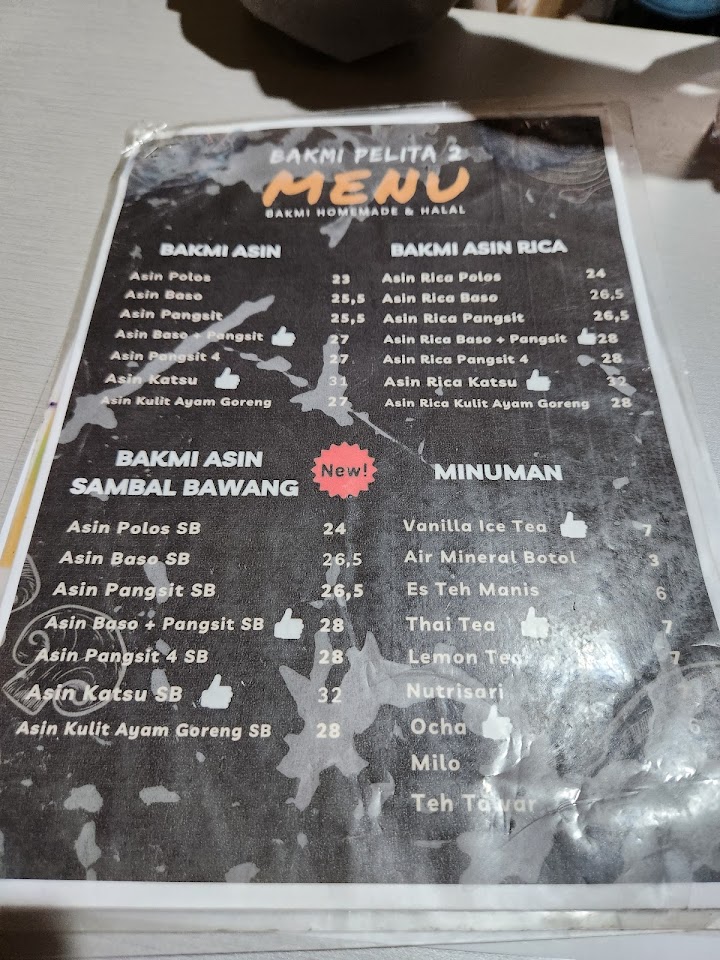 BAKMI PELITA 2
MENU
BAKMI HOMEMADE & HALAL
BAKMI ASIN
Asin Polos 23
Asin Baso 25,5
Asin Pangsit 25,5
Asin Baso + Pangsit 27
Asin Pangsit 4 27
Asin Katsu 31
Asin Kulit Ayam Goreng 27
BAKMI ASIN RICA
Asin Rica Polos 24
Asin Rica Baso 26,5
Asin Rica Pangsit 26,5
Asin Rica Baso + Pangsit 28
Asin Rica Pangsit 4 28
Asin Rica Katsu 32
Asin Rica Kulit Ayam Goreng 28
BAKMI ASIN
SAMBAL BAWANG
New!
Asin Polos SB 24
Asin Baso SB 26,5
Asin Pangsit SB 26,5
Asin Baso + Pangsit SB 28
Asin Pangsit 4 SB 28
Asin Katsu SB 32
Asin Kulit Ayam Goreng SB 28
MINUMAN
Vanilla Ice Tea 7
Air Mineral Botol 3
Es Teh Manis 6
Thai Tea 7
Lemon Tea 7
Nutrisari
Ocha 6
Milo
Teh Tawar